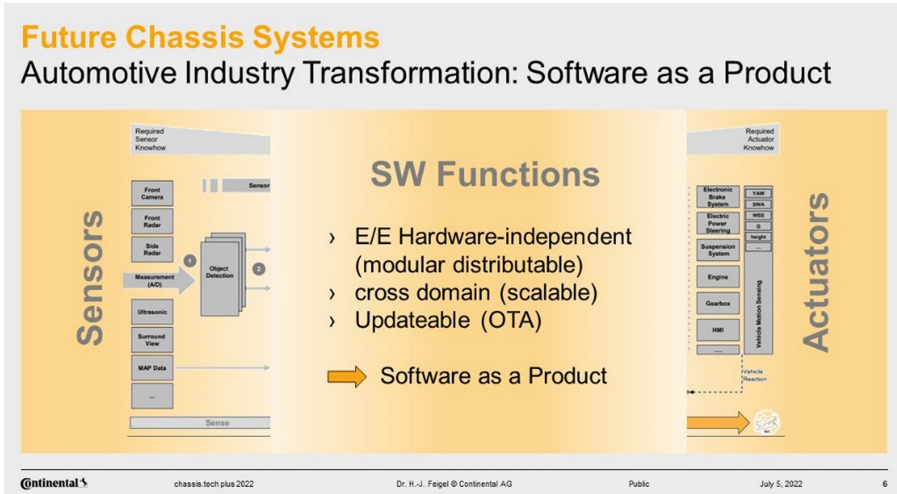 Future Chassis Systems
Automotive Industry Transformation: Software as a Product
Sensors
Required
Sensor
Knowhow
Front
Camera
Front
Radar
Side
Radar
Measurement
(A/D)
Ultrasonic
Surround
View
MAP Data
...
Sensor
1
Object
Detection
2
Sense
SW Functions
› E/E Hardware-independent
(modular distributable)
› cross domain (scalable)
› Updateable (OTA)
Software as a Product
Required
Actuator
Knowhow
Electronic
Brake
System
Electric
Power
Steering
Suspension
System
Engine
Gearbox
HMI
.....
YAW
SWA
WSS
G
height
...
Vehicle Motion Sensing
Vehicle
Reaction
Actuators
Continental
chassis.tech plus 2022
Dr. H.-J. Feigel © Continental AG
Public
July 5, 2022
6